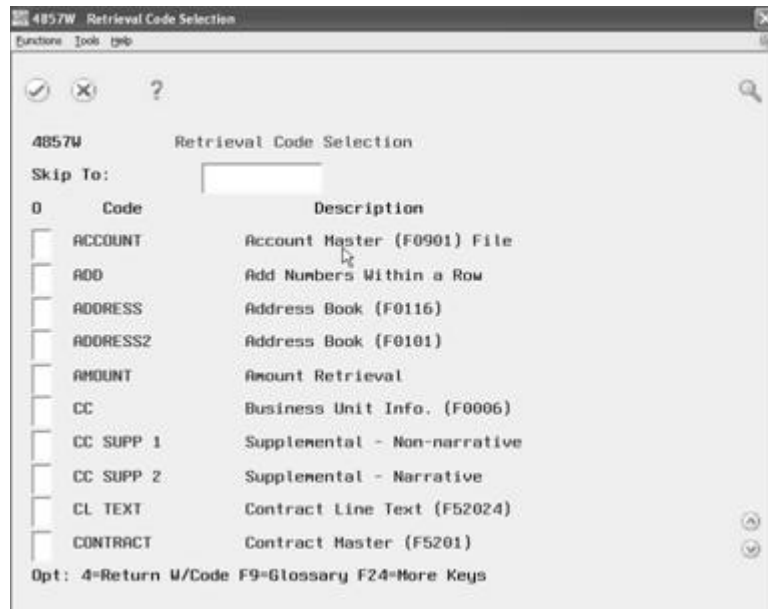 4857W Retrieval Code Selection
Functions Tools Help
?
4857W Retrieval Code Selection
Skip To:
O Code Description
ACCOUNT Account Master (F0901) File
ADD Add Numbers Within a Row
ADDRESS Address Book (F0116)
ADDRESS2 Address Book (F0101)
AMOUNT Amount Retrieval
CC Business Unit Info. (F0006)
CC SUPP 1 Supplemental - Non-narrative
CC SUPP 2 Supplemental - Narrative
CL TEXT Contract Line Text (F52024)
CONTRACT Contract Master (F5201)
Opt: 4=Return W/Code F9=Glossary F24=More Keys